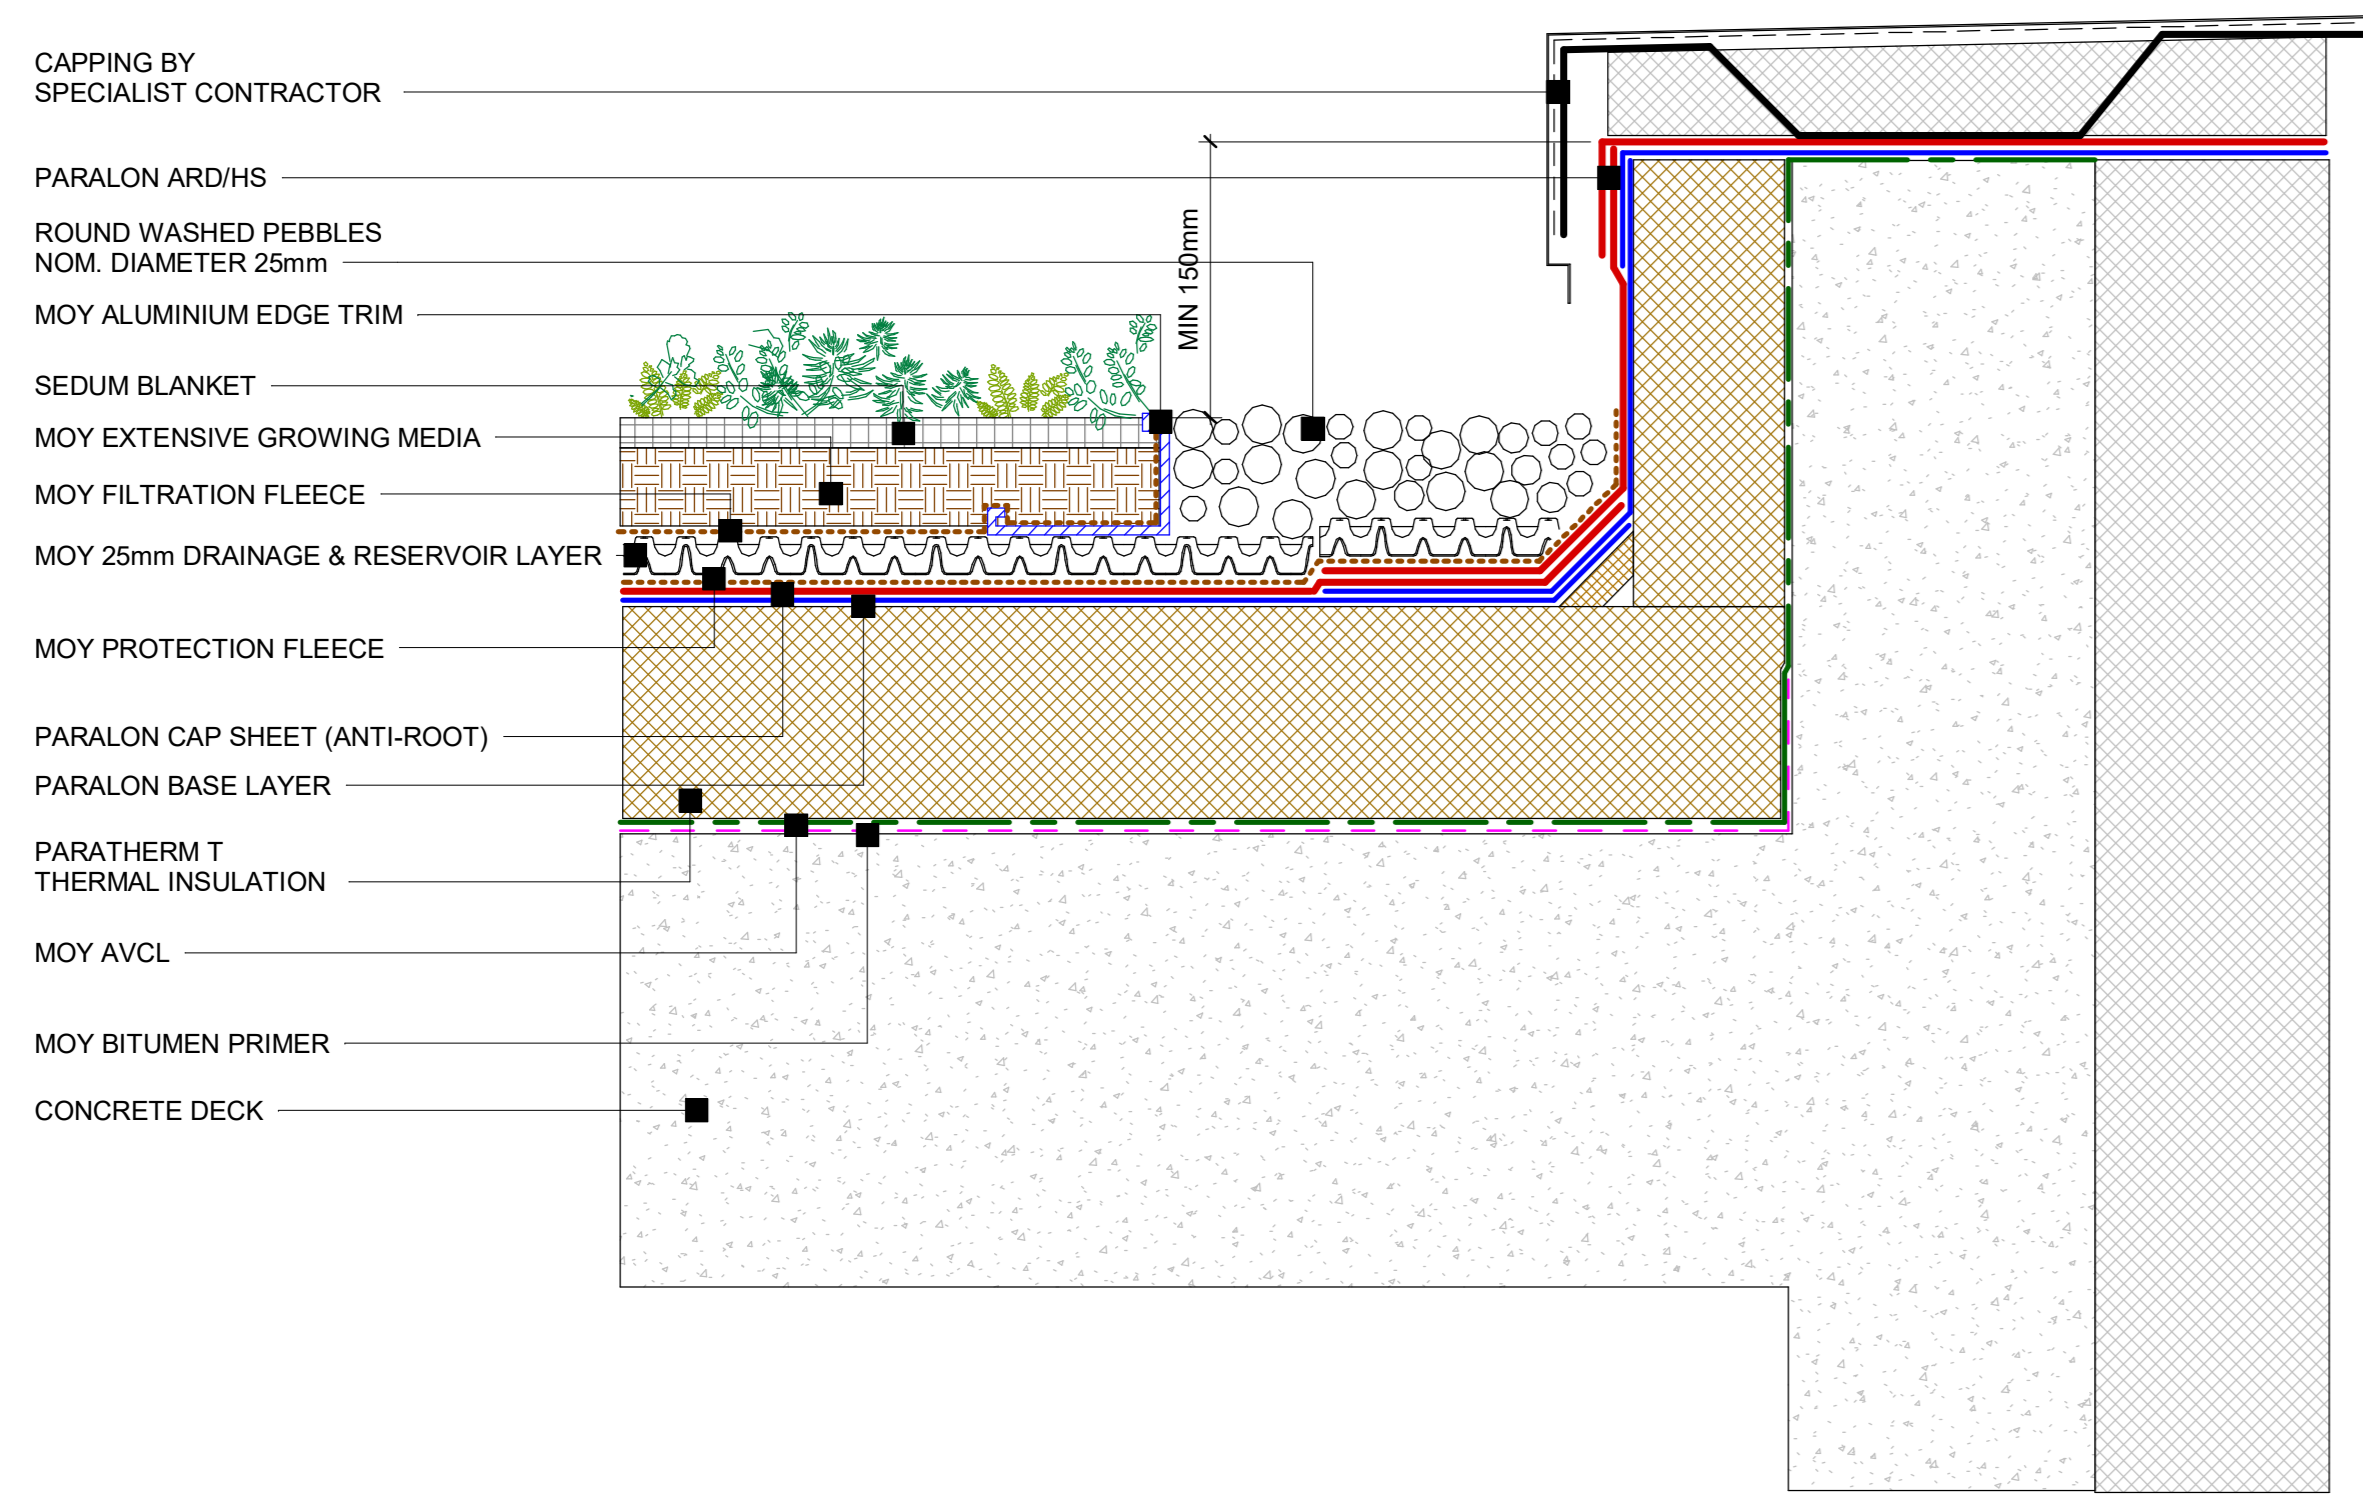 CAPPING BY
SPECIALIST CONTRACTOR
PARALON ARD/HS
ROUND WASHED PEBBLES
NOM. DIAMETER 25mm
MOY ALUMINIUM EDGE TRIM
SEDUM BLANKET
MOY EXTENSIVE GROWING MEDIA
MOY FILTRATION FLEECE
MOY 25mm DRAINAGE & RESERVOIR LAYER
MOY PROTECTION FLEECE
PARALON CAP SHEET (ANTI-ROOT)
PARALON BASE LAYER
PARATHERM T
THERMAL INSULATION
MOY AVCL
MOY BITUMEN PRIMER
CONCRETE DECK
MIN 150mm